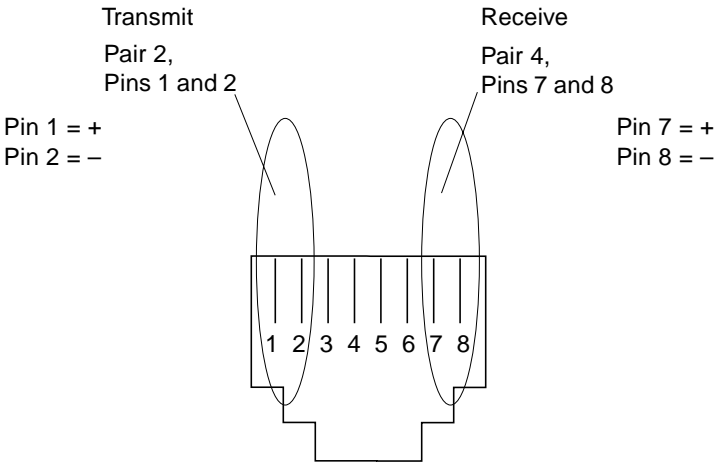 Transmit
Receive
Pair 2,
Pins 1 and 2
Pair 4,
Pins 7 and 8
Pin 1 = +
Pin 2 = –
Pin 7 = +
Pin 8 = –
1 2 3 4 5 6 7 8